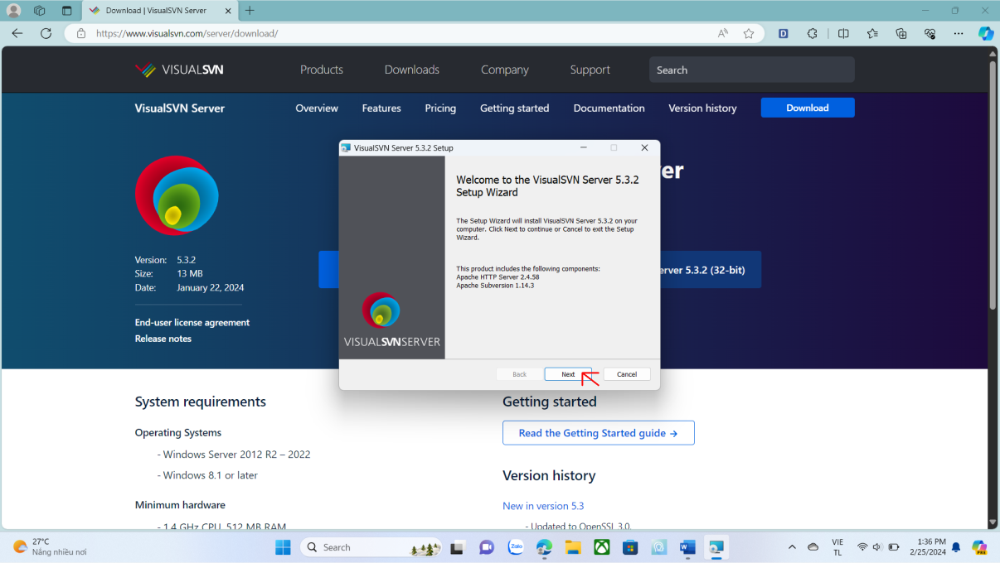 Download | VisualSVN Server
https://www.visualsvn.com/server/download/
VISUALSVN
Products
Downloads
Company
Support
Search
VisualSVN Server
Overview
Features
Pricing
Getting started
Documentation
Version history
Download
Version: 5.3.2
Size: 13 MB
Date: January 22, 2024
End-user license agreement
Release notes
er
erver 5.3.2 (32-bit)
VisualSVN Server 5.3.2 Setup
Welcome to the VisualSVN Server 5.3.2
Setup Wizard
The Setup Wizard will install VisualSVN Server 5.3.2 on your
computer. Click Next to continue or Cancel to exit the Setup
Wizard.
This product includes the following components:
Apache HTTP Server 2.4.58
Apache Subversion 1.14.3
VISUALSVNSERVER
Back
Next
Cancel
System requirements
Operating Systems
- Windows Server 2012 R2 – 2022
- Windows 8.1 or later
Minimum hardware
- 1.4 GHz CPU, 512 MB RAM
Getting started
Read the Getting Started guide →
Version history
New in version 5.3
- Updated to OpenSSL 3.0.
27°C
Nắng nhiều nơi
Search
Zalo
VIE
TL
1:36 PM
2/25/2024
PRE